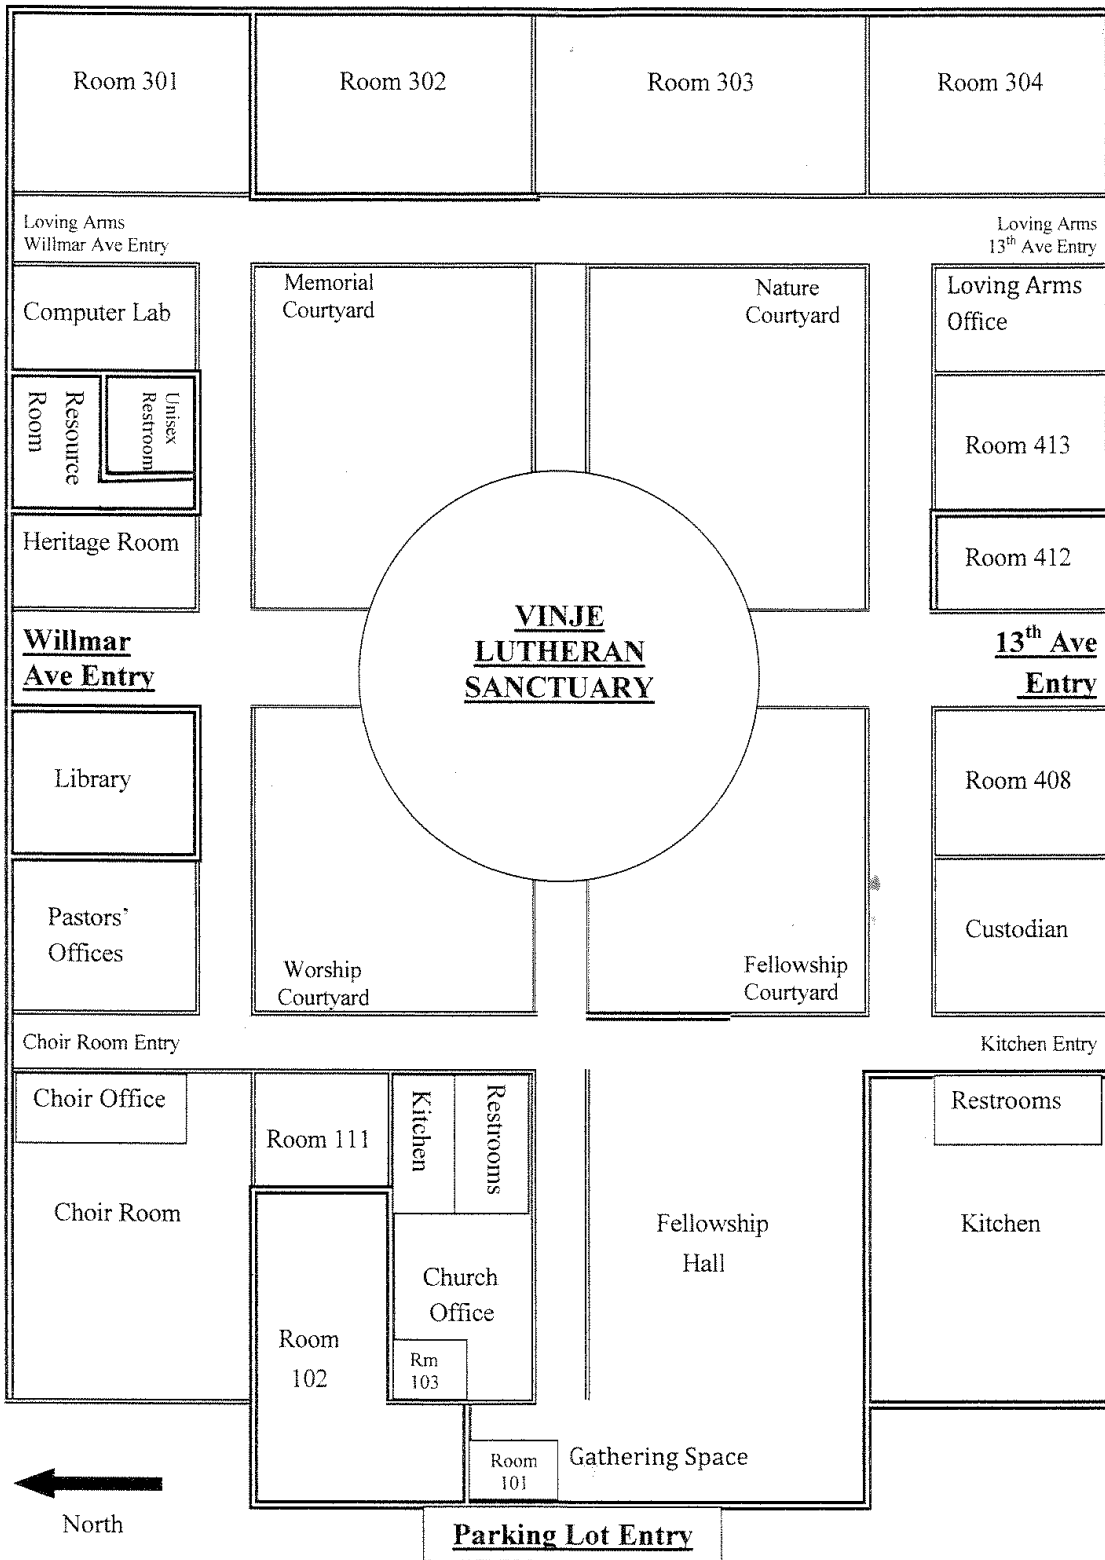 Room 301
Room 302
Room 303
Room 304
Loving Arms
Willmar Ave Entry
Loving Arms
13th Ave Entry
Computer Lab
Memorial
Courtyard
Nature
Courtyard
Loving Arms
Office
Resource
Room
Unisex
Restroom
Room 413
Heritage Room
Room 412
Willmar
Ave Entry
VINJE
LUTHERAN
SANCTUARY
13th Ave
Entry
Library
Room 408
Pastors’
Offices
Worship
Courtyard
Fellowship
Courtyard
Custodian
Choir Room Entry
Kitchen Entry
Choir Office
Room 111
Kitchen
Restrooms
Restrooms
Choir Room
Fellowship
Hall
Kitchen
Church
Office
Room
102
Rm
103
Room
101
Gathering Space
North
Parking Lot Entry